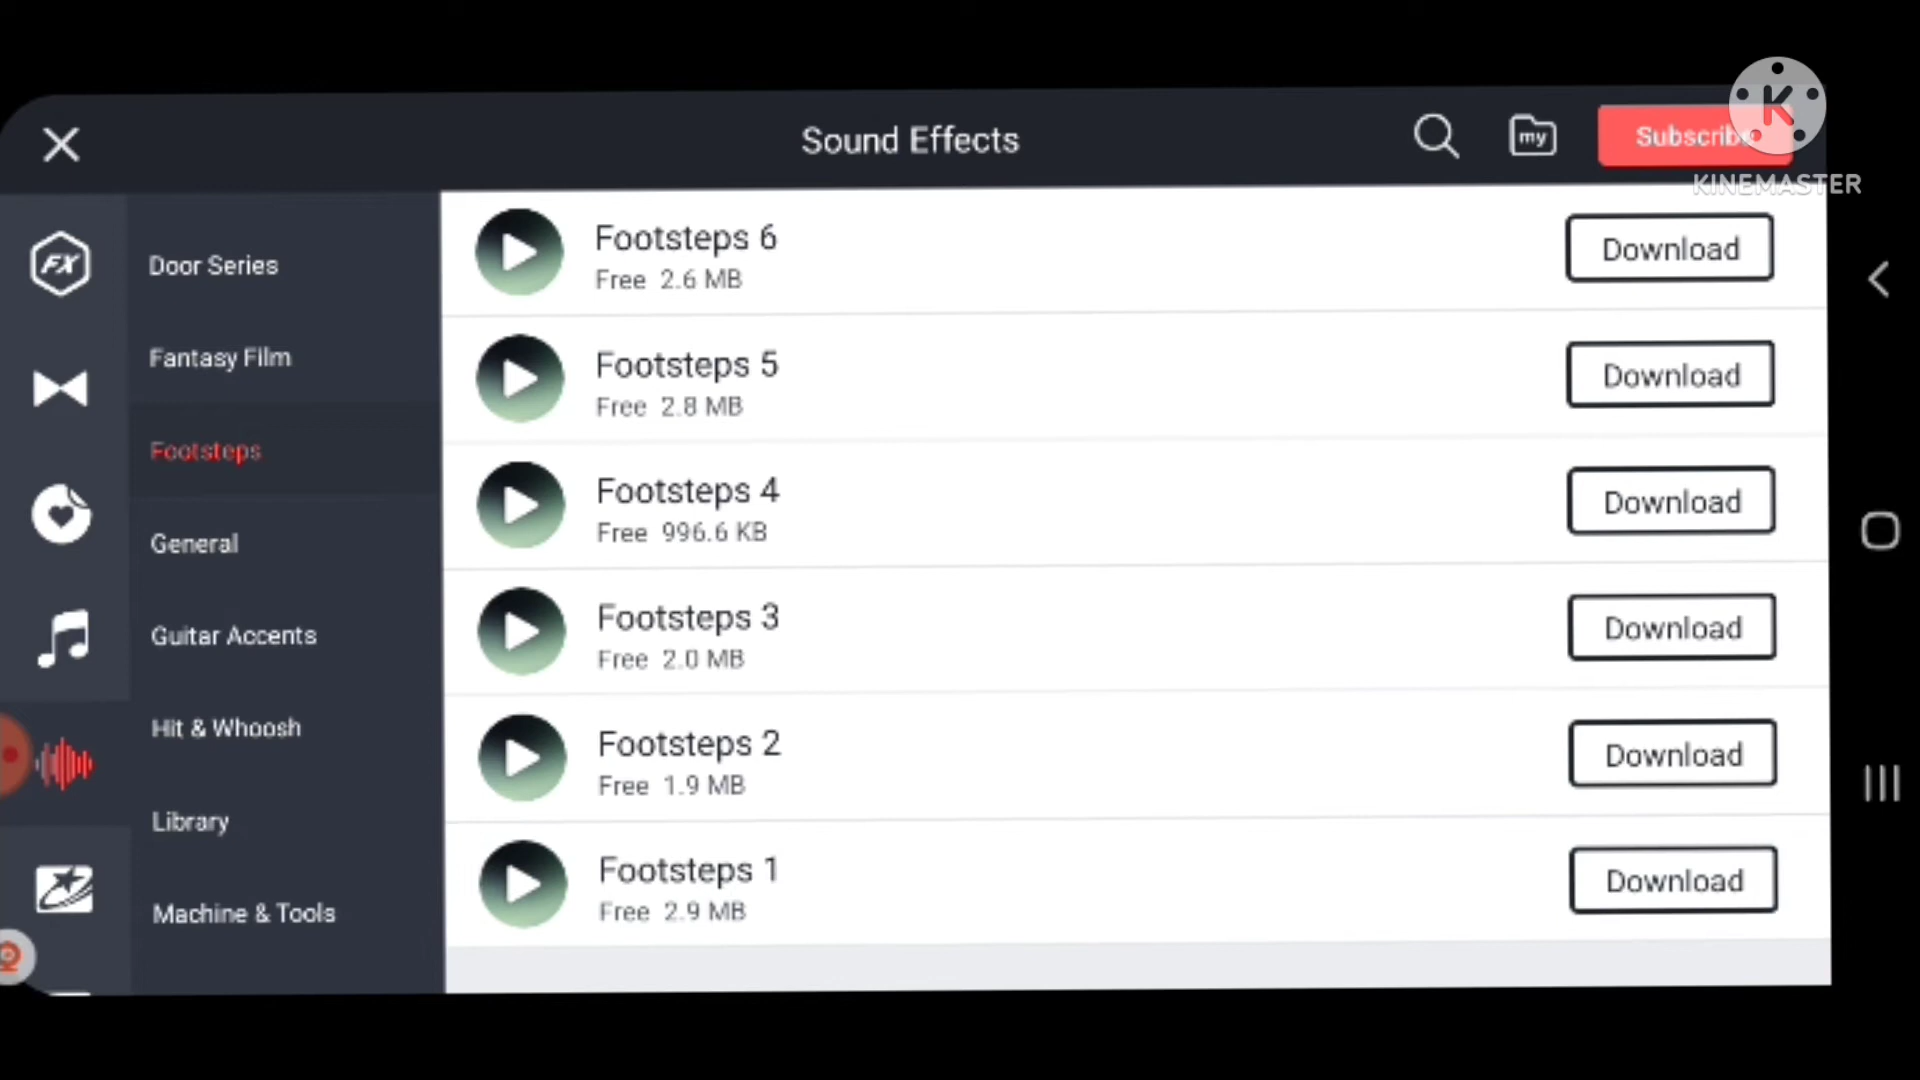 Sound Effects
my
Subscribe
K
KINEMASTER
FX
Door Series
Fantasy Film
Footsteps
General
Guitar Accents
Hit & Whoosh
Library
Machine & Tools
Footsteps 6
Free 2.6 MB
Download
Footsteps 5
Free 2.8 MB
Download
Footsteps 4
Free 996.6 KB
Download
Footsteps 3
Free 2.0 MB
Download
Footsteps 2
Free 1.9 MB
Download
Footsteps 1
Free 2.9 MB
Download